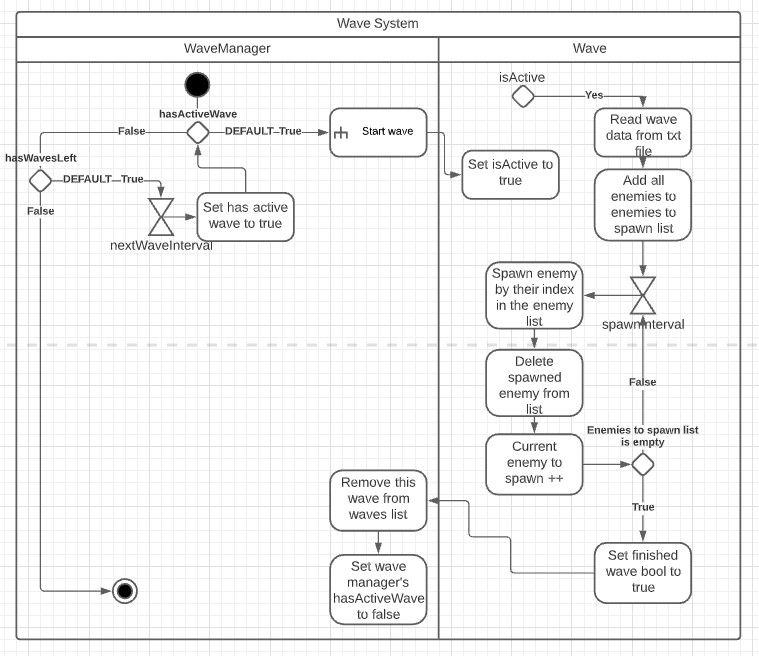 Wave System
WaveManager
Wave
isActive
Yes
hasActiveWave
False
DEFAULT
True
Start wave
Read wave
data from txt
file
hasWavesLeft
DEFAULT
True
False
Set isActive to
true
Add all
enemies to
enemies to
spawn list
Set has active
wave to true
nextWaveInterval
Spawn enemy
by their index
in the enemy
list
spawnInterval
Delete
spawned
enemy from
list
False
Enemies to spawn list
is empty
Current
enemy to
spawn ++
Remove this
wave from
waves list
True
Set finished
wave bool to
true
Set wave
manager's
hasActiveWave
to false